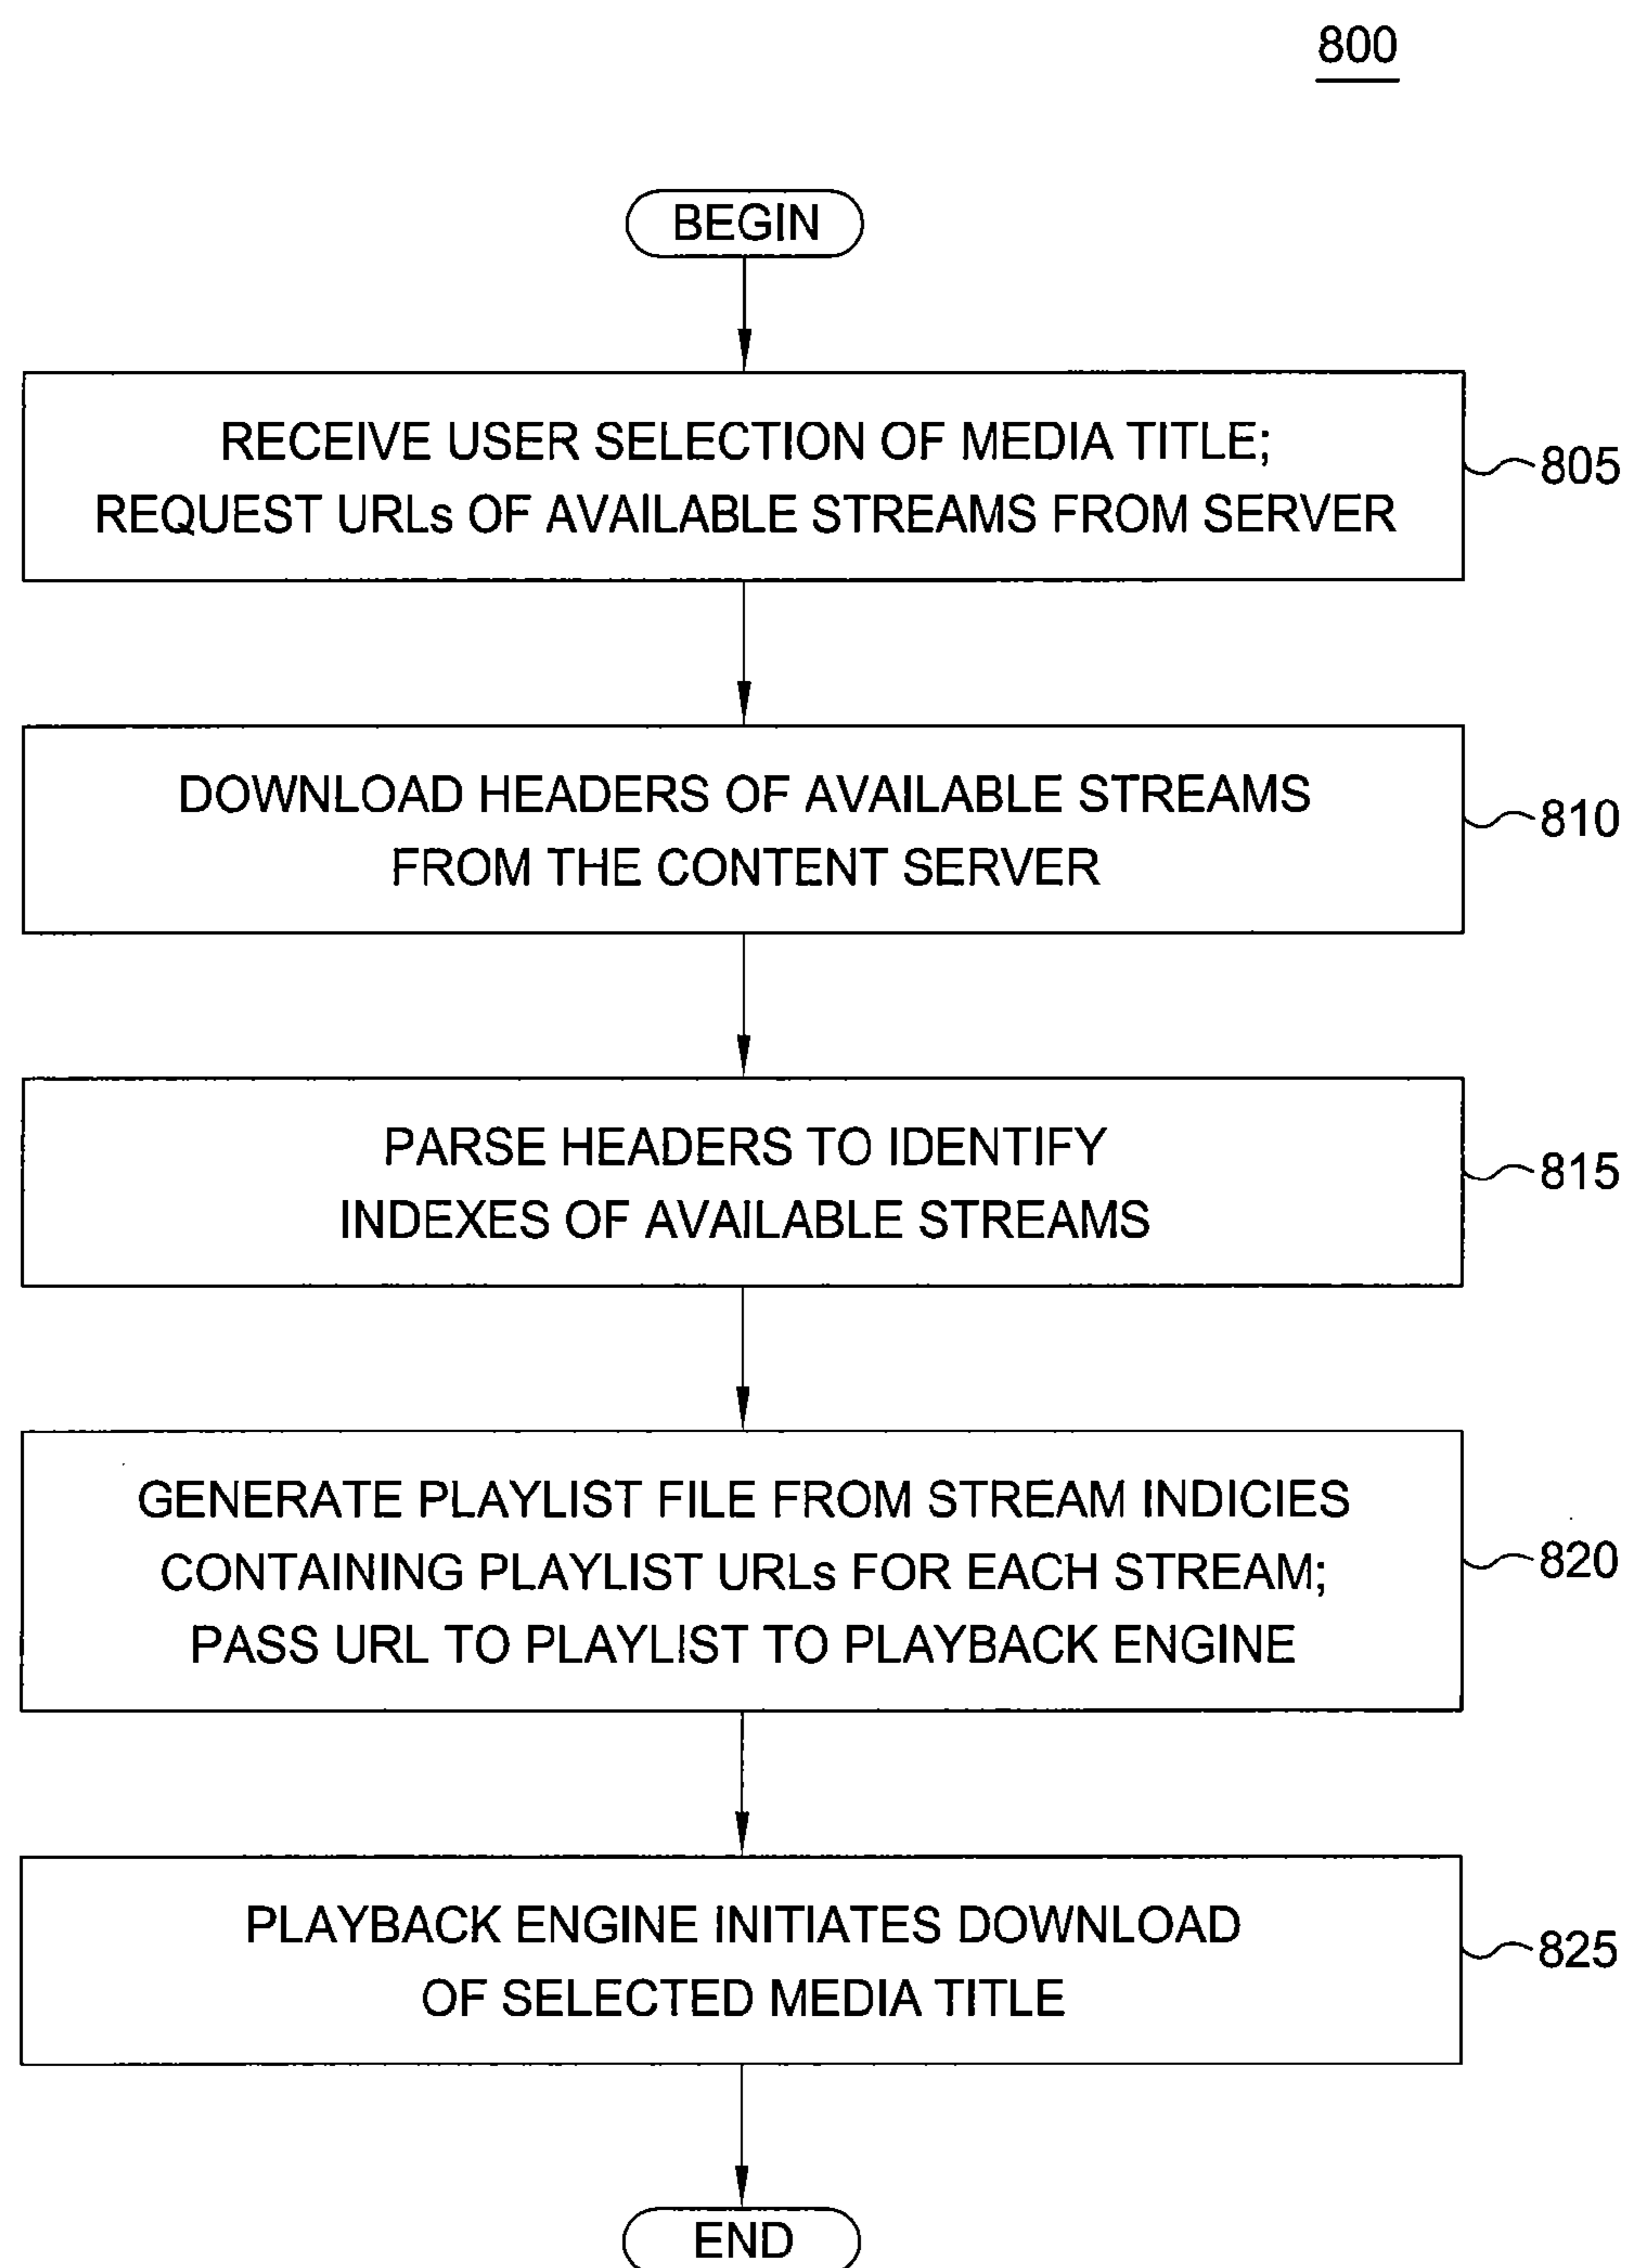 800
BEGIN
RECEIVE USER SELECTION OF MEDIA TITLE;
REQUEST URLs OF AVAILABLE STREAMS FROM SERVER
805
DOWNLOAD HEADERS OF AVAILABLE STREAMS
FROM THE CONTENT SERVER
810
PARSE HEADERS TO IDENTIFY
INDEXES OF AVAILABLE STREAMS
815
GENERATE PLAYLIST FILE FROM STREAM INDICIES
CONTAINING PLAYLIST URLs FOR EACH STREAM;
PASS URL TO PLAYLIST TO PLAYBACK ENGINE
820
PLAYBACK ENGINE INITIATES DOWNLOAD
OF SELECTED MEDIA TITLE
825
END